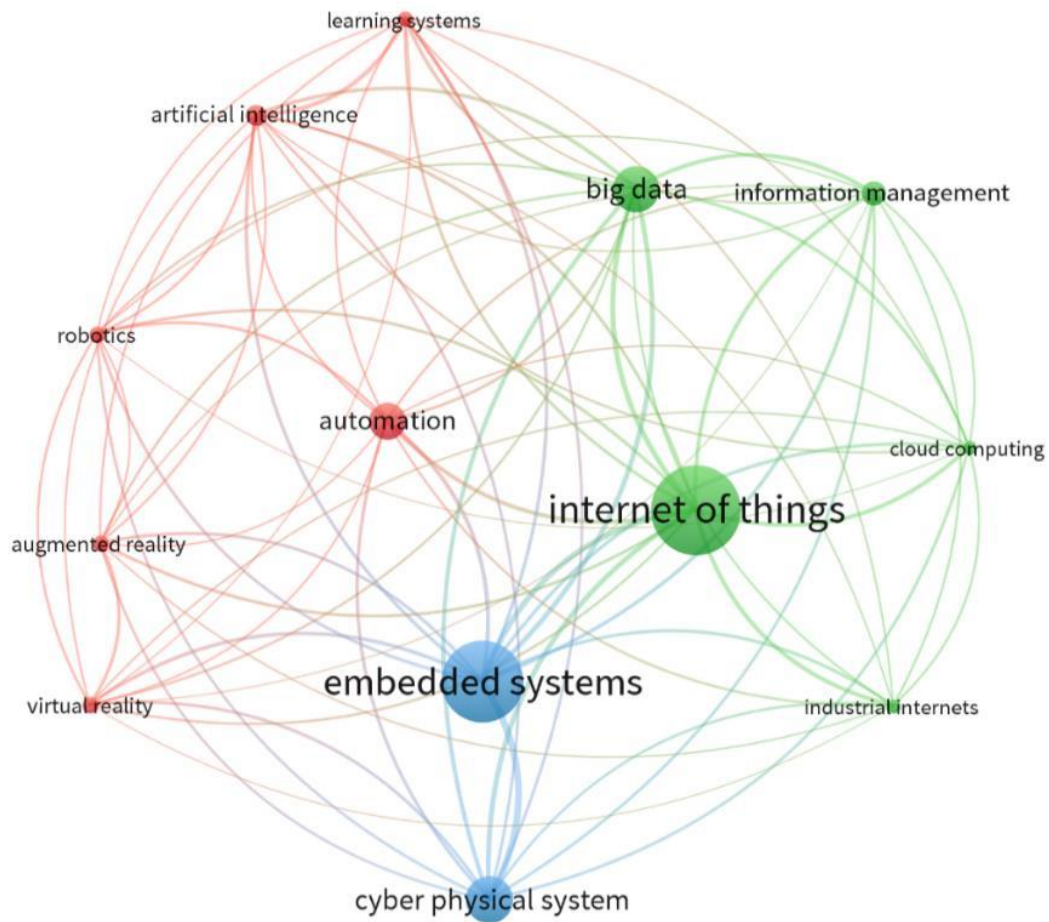 learning systems
artificial intelligence
big data
information management
robotics
automation
cloud computing
internet of things
augmented reality
embedded systems
virtual reality
industrial internets
cyber physical system